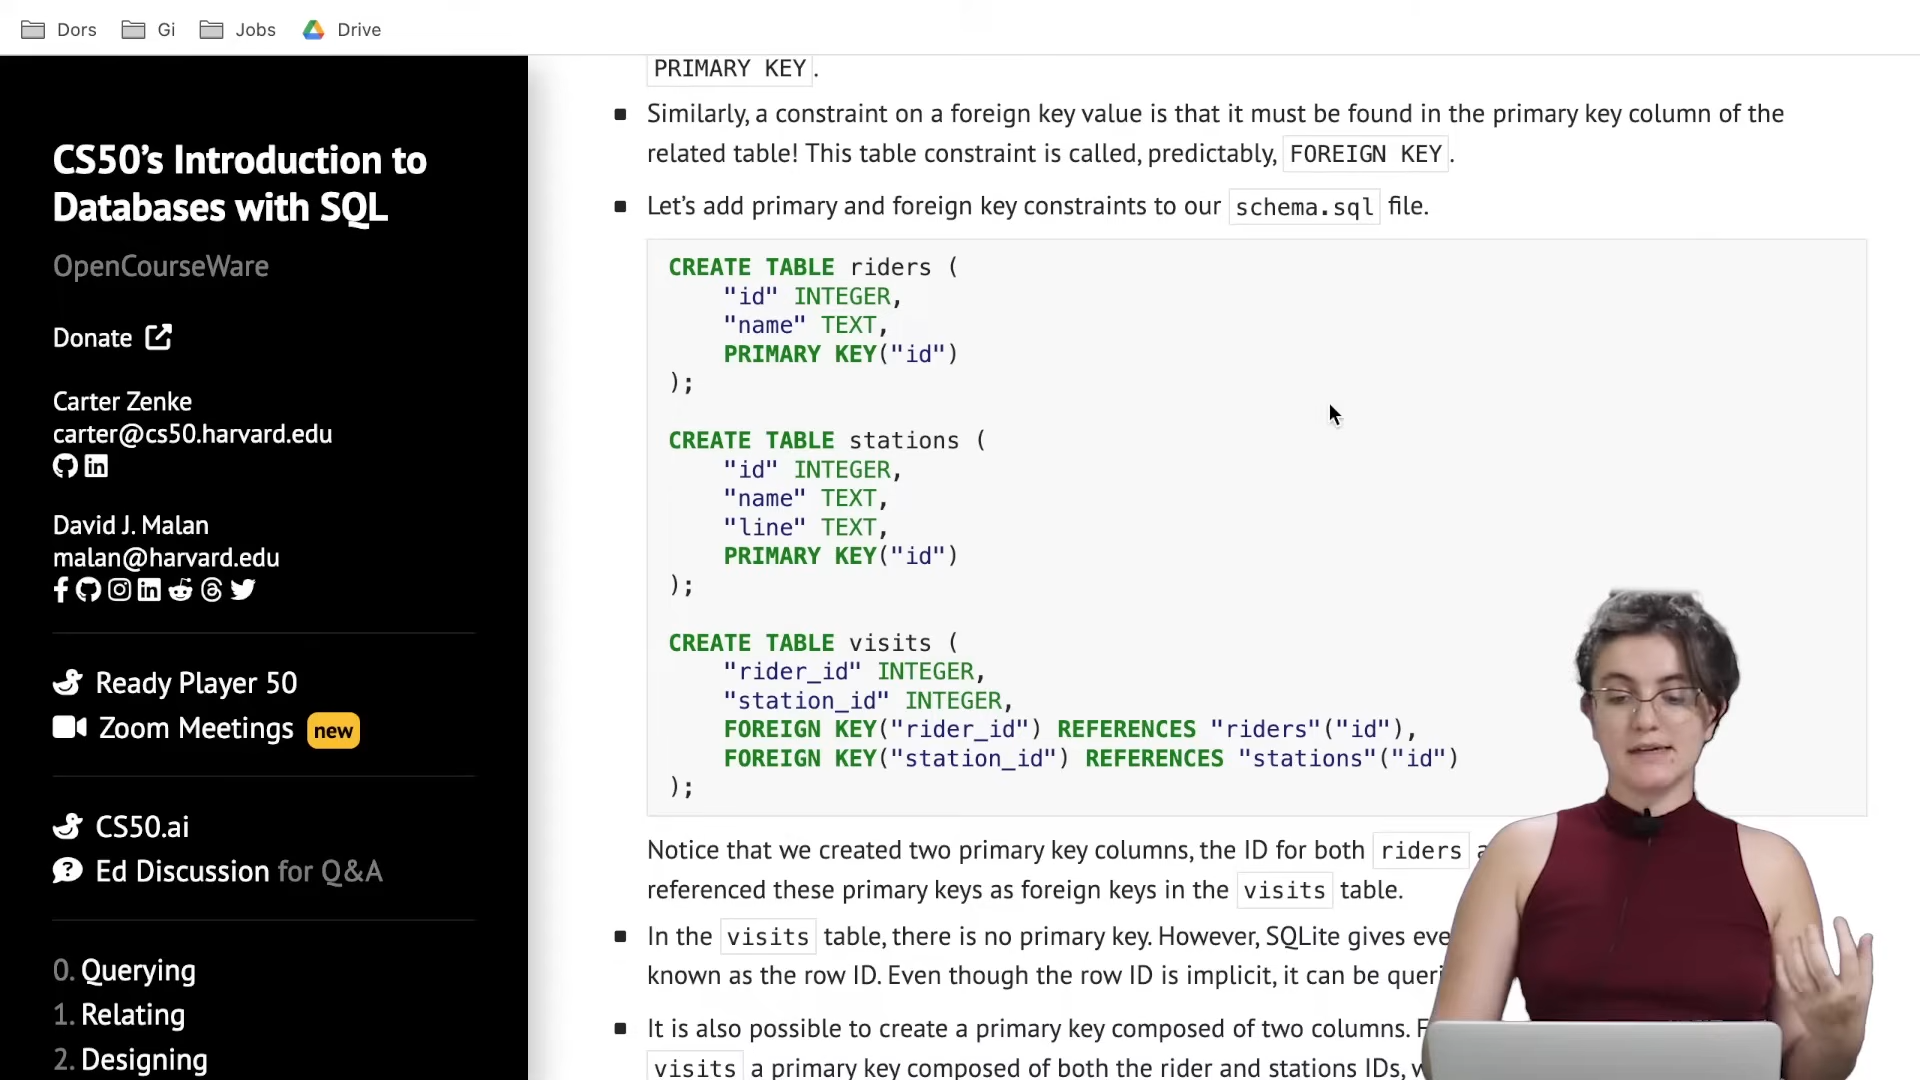 Dors Gi Jobs Drive
CS50’s Introduction to
Databases with SQL
OpenCourseWare
Donate
Carter Zenke
carter@cs50.harvard.edu
David J. Malan
malan@harvard.edu
Ready Player 50
Zoom Meetings new
CS50.ai
Ed Discussion for Q&A
0. Querying
1. Relating
2. Designing
PRIMARY KEY.
■ Similarly, a constraint on a foreign key value is that it must be found in the primary key column of the
related table! This table constraint is called, predictably, FOREIGN KEY.
■ Let’s add primary and foreign key constraints to our schema.sql file.
CREATE TABLE riders (
"id" INTEGER,
"name" TEXT,
PRIMARY KEY("id")
);
CREATE TABLE stations (
"id" INTEGER,
"name" TEXT,
"line" TEXT,
PRIMARY KEY("id")
);
CREATE TABLE visits (
"rider_id" INTEGER,
"station_id" INTEGER,
FOREIGN KEY("rider_id") REFERENCES "riders"("id"),
FOREIGN KEY("station_id") REFERENCES "stations"("id")
);
Notice that we created two primary key columns, the ID for both riders
referenced these primary keys as foreign keys in the visits table.
■ In the visits table, there is no primary key. However, SQLite gives
known as the row ID. Even though the row ID is implicit, it can be
■ It is also possible to create a primary key composed of two columns.
visits a primary key composed of both the rider and stations IDs,